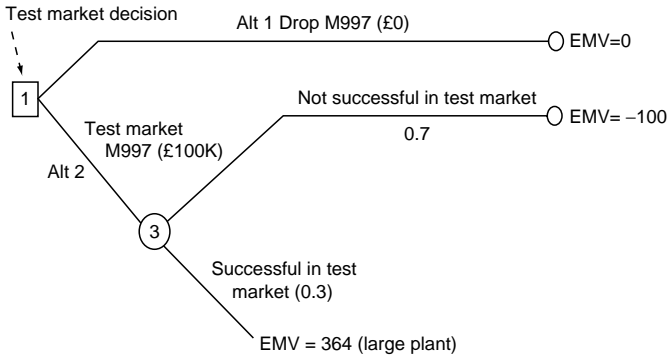 Test market decision
Alt 1 Drop M997 (£0)
EMV=0
1
Not successful in test market
EMV= −100
0.7
Test market
M997 (£100K)
Alt 2
3
Successful in test
market (0.3)
EMV = 364 (large plant)